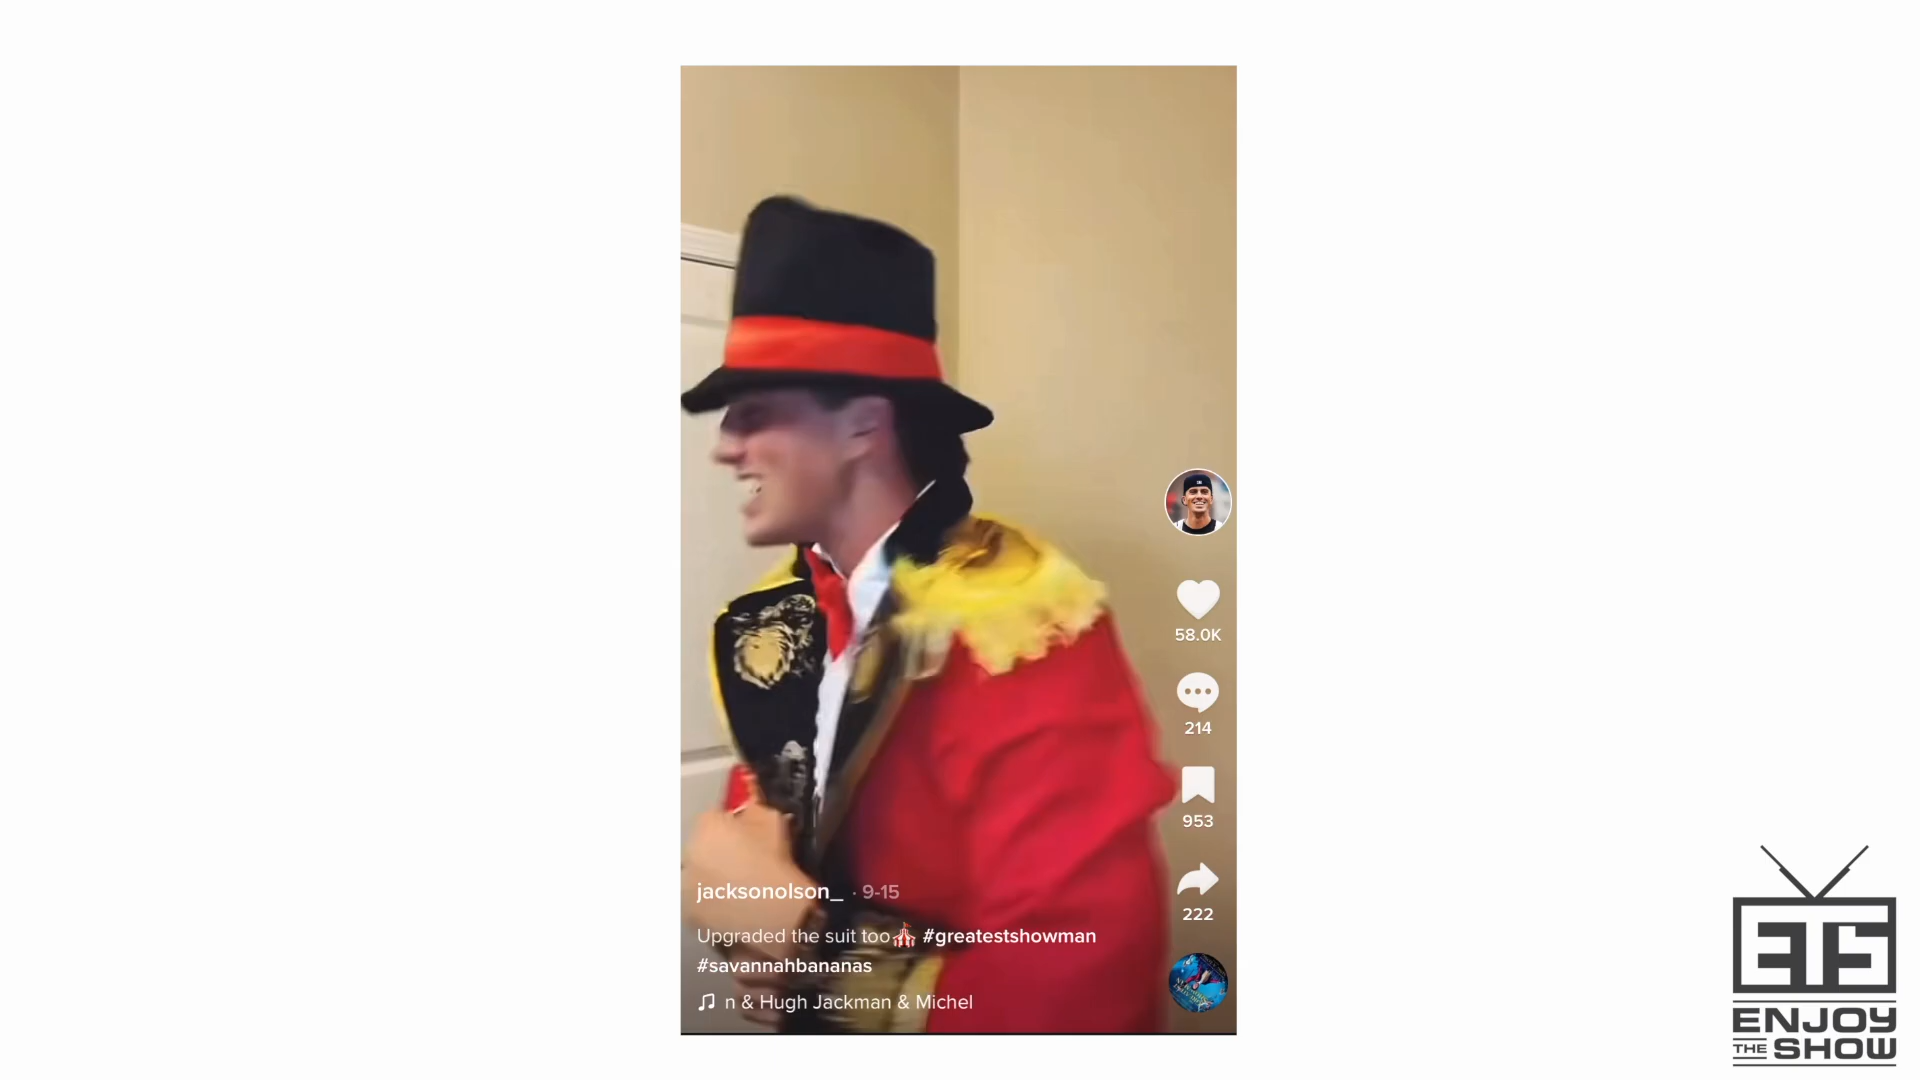 58.0K
214
953
222
jacksonolson_ · 9-15
Upgraded the suit too🎪 #greatestshowman
#savannahbananas
n & Hugh Jackman & Michel
ETS
ENJOY
THE SHOW